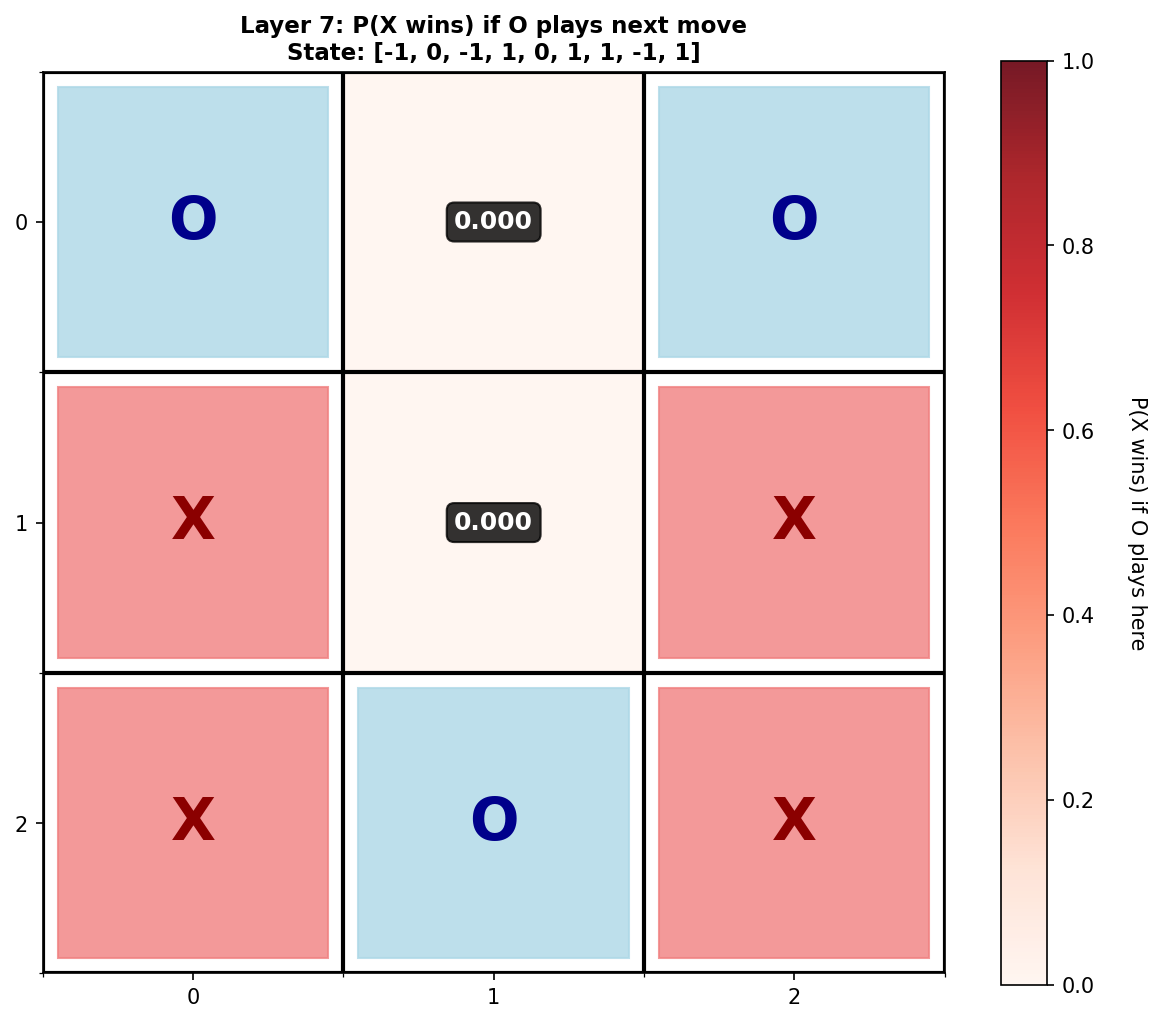 Layer 7: P(X wins) if O plays next move
State: [-1, 0, -1, 1, 0, 1, 1, -1, 1]
1.0
0.8
0.6
0.4
0.2
0.0
P(X wins) if O plays here
0
O
0.000
O
1
X
0.000
X
2
X
O
X
0
1
2